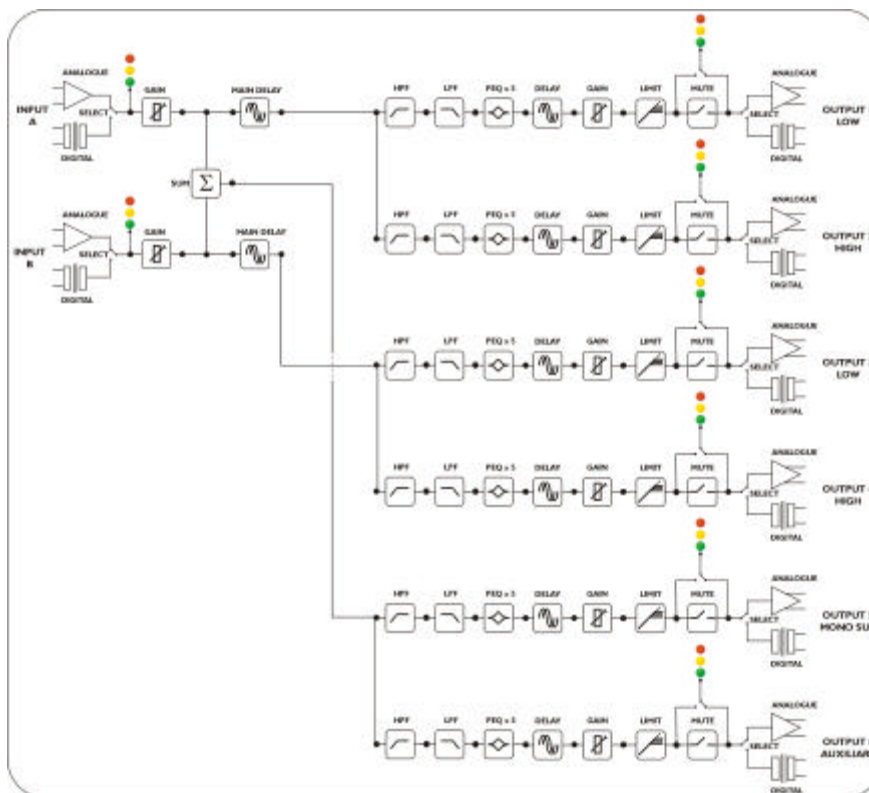 ANALOGUE
INPUT
A
SELECT
DIGITAL
GAIN
MAIN DELAY
SUM
Σ
ANALOGUE
INPUT
B
SELECT
DIGITAL
GAIN
MAIN DELAY
HPF
LPF
PEQ x 5
DELAY
GAIN
LIMIT
MUTE
SELECT
ANALOGUE
DIGITAL
OUTPUT
LOW
HPF
LPF
PEQ x 5
DELAY
GAIN
LIMIT
MUTE
SELECT
ANALOGUE
DIGITAL
OUTPUT
HIGH
HPF
LPF
PEQ x 5
DELAY
GAIN
LIMIT
MUTE
SELECT
ANALOGUE
DIGITAL
OUTPUT
LOW
HPF
LPF
PEQ x 5
DELAY
GAIN
LIMIT
MUTE
SELECT
ANALOGUE
DIGITAL
OUTPUT
HIGH
HPF
LPF
PEQ x 5
DELAY
GAIN
LIMIT
MUTE
SELECT
ANALOGUE
DIGITAL
OUTPUT
MONO SU
HPF
LPF
PEQ x 5
DELAY
GAIN
LIMIT
MUTE
SELECT
ANALOGUE
DIGITAL
OUTPUT
AUXILIAR